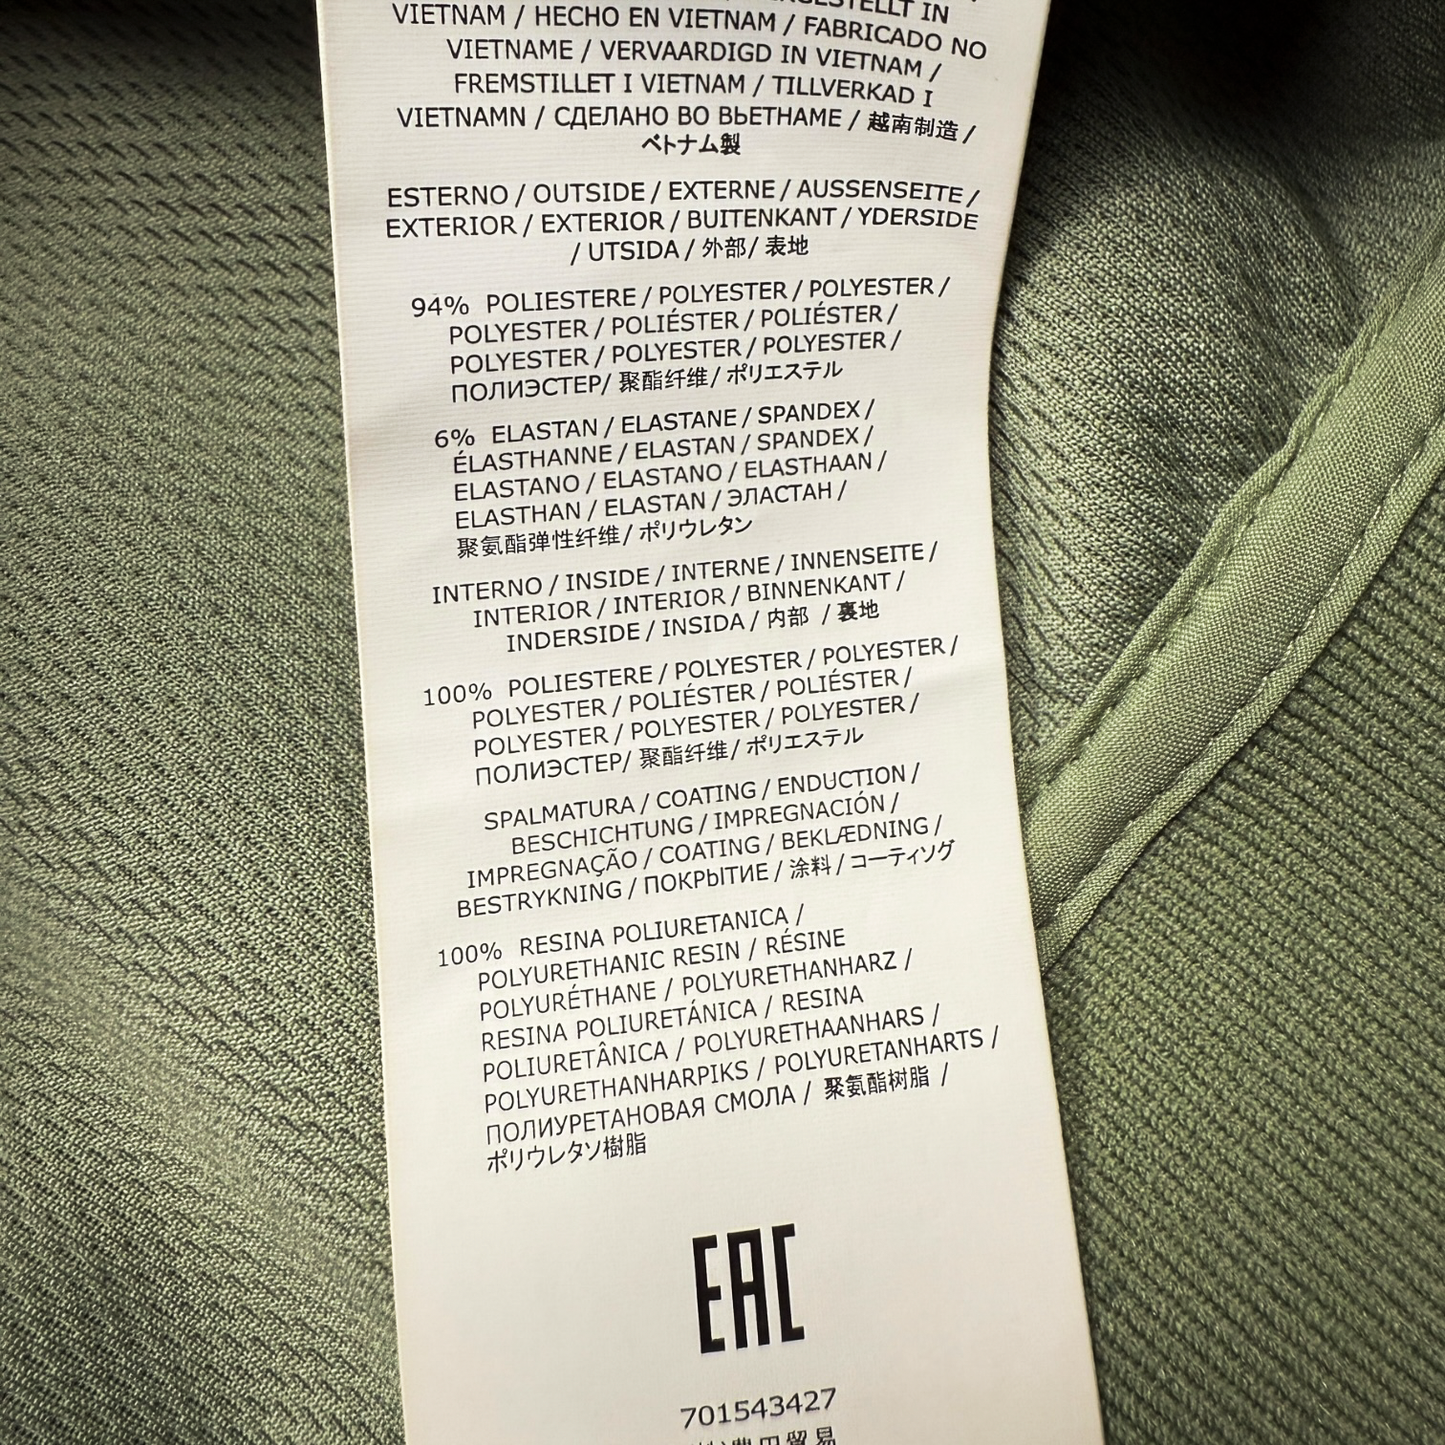 GESTELLT IN
VIETNAM / HECHO EN VIETNAM / FABRICADO NO
VIETNAME / VERVAARDIGD IN VIETNAM /
FREMSTILLET I VIETNAM / TILLVERKAD I
VIETNAMN / СДЕЛАНО ВО ВЬЕТНАМЕ / 越南制造 /
ベトナム製
ESTERNO / OUTSIDE / EXTERNE / AUSSENSEITE /
EXTERIOR / EXTERIOR / BUITENKANT / YDERSIDE
/ UTSIDA / 外部/ 表地
94% POLIESTERE / POLYESTER / POLYESTER /
POLYESTER / POLIÉSTER / POLIÉSTER /
POLYESTER / POLYESTER / POLYESTER /
ПОЛИЭСТЕР/ 聚酯纤维/ ポリエステル
6% ELASTAN / ELASTANE / SPANDEX /
ÉLASTHANNE / ELASTAN / SPANDEX /
ELASTANO / ELASTANO / ELASTHAAN /
ELASTHAN / ELASTAN / ЭЛАСТАН /
聚氨酯弹性纤维/ ポリウレタン
INTERNO / INSIDE / INTERNE / INNENSEITE /
INTERIOR / INTERIOR / BINNENKANT /
INDERSIDE / INSIDA / 内部 / 裏地
100% POLIESTERE / POLYESTER / POLYESTER /
POLYESTER / POLIÉSTER / POLIÉSTER /
POLYESTER / POLYESTER / POLYESTER /
ПОЛИЭСТЕР/ 聚酯纤维/ ポリエステル
SPALMATURA / COATING / ENDUCTION /
BESCHICHTUNG / IMPREGNACIÓN /
IMPREGNAÇÃO / COATING / BEKLÆDNING /
BESTRYKNING / ПОКРЫТИЕ / 涂料 / コーティソグ
100% RESINA POLIURETANICA /
POLYURETHANIC RESIN / RÉSINE
POLYURÉTHANE / POLYURETHANHARZ /
RESINA POLIURETÁNICA / RESINA
POLIURETÂNICA / POLYURETHAANHARS /
POLYURETHANHARPIKS / POLYURETANHARTS /
ПОЛИУРЕТАНОВАЯ СМОЛА / 聚氨酯树脂 /
ポリウレタソ樹脂
EAC
701543427
豊田貿易